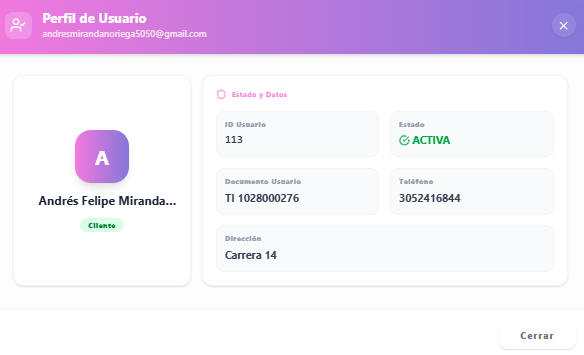 Perfil de Usuario
andresmirandanoriega5050@gmail.com
A
Andrés Felipe Miranda...
Cliente
Estado y Datos
ID Usuario
113
Estado
ACTIVA
Documento Usuario
TI 1028000276
Teléfono
3052416844
Dirección
Carrera 14
Cerrar